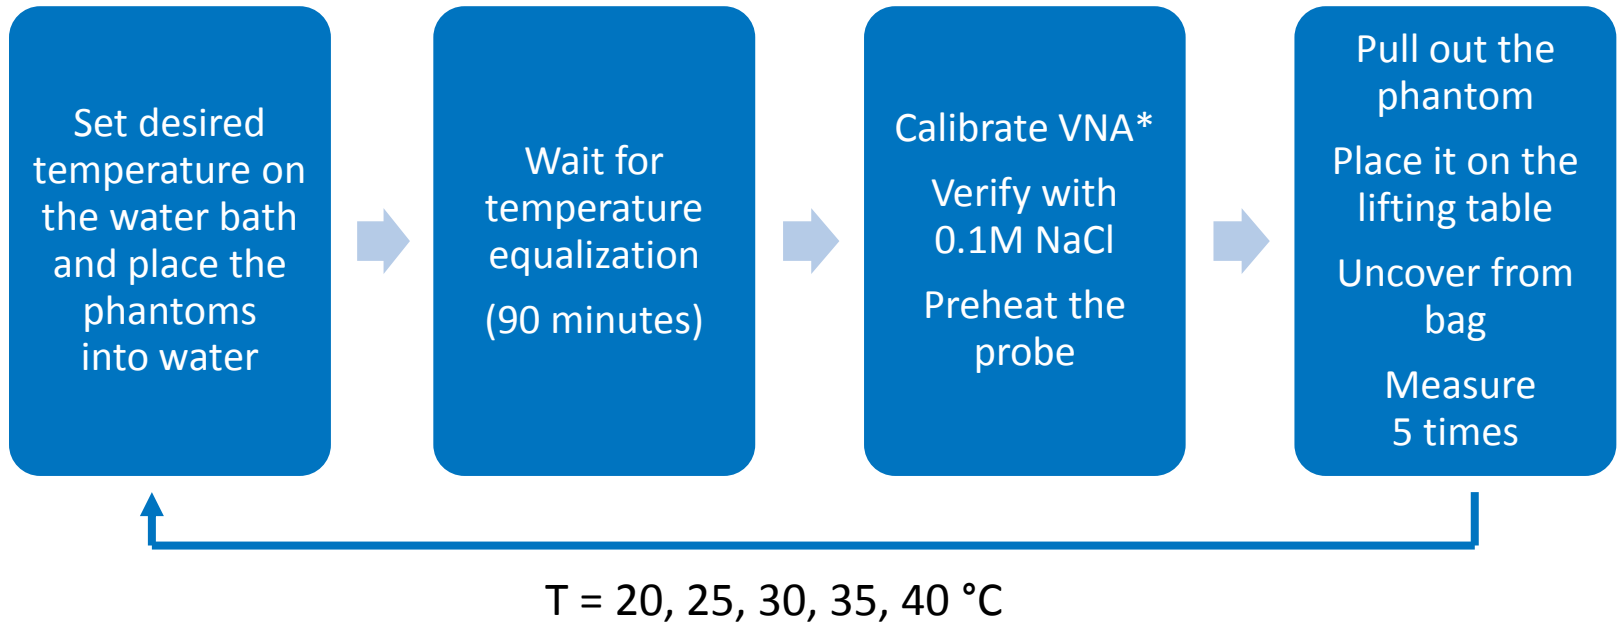 Set desired
temperature on
the water bath
and place the
phantoms
into water
Wait for
temperature
equalization
(90 minutes)
Calibrate VNA*
Verify with
0.1M NaCl
Preheat the
probe
Pull out the
phantom
Place it on the
lifting table
Uncover from
bag
Measure
5 times
T = 20, 25, 30, 35, 40 °C